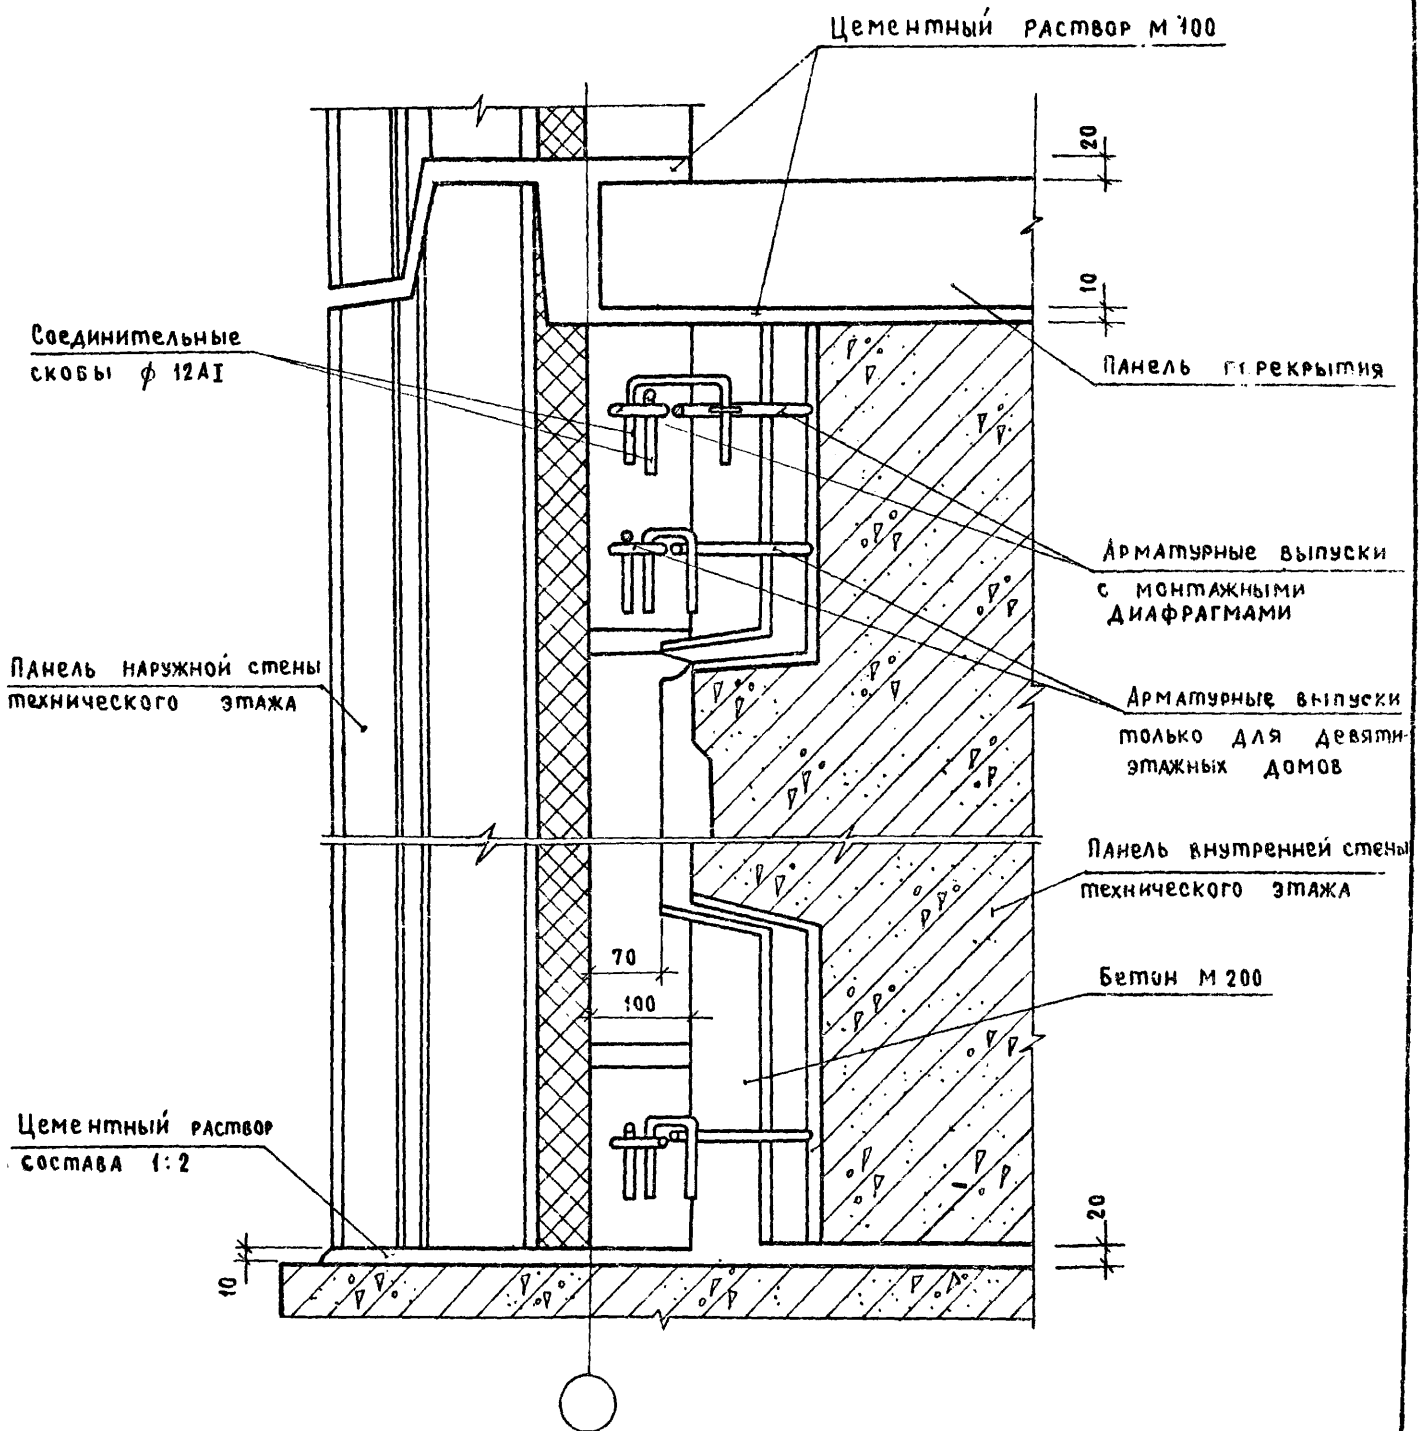 Цементный раствор М 100
20
10
Соединительные
скобы ϕ 12АI
Панель перекрытия
Арматурные выпуски
с монтажными
диафрагмами
Панель наружной стены
технического этажа
Арматурные выпуски
только для девяти-
этажных домов
Панель внутренней стены
технического этажа
70
100
Бетон М 200
Цементный раствор
состава 1:2
20
10